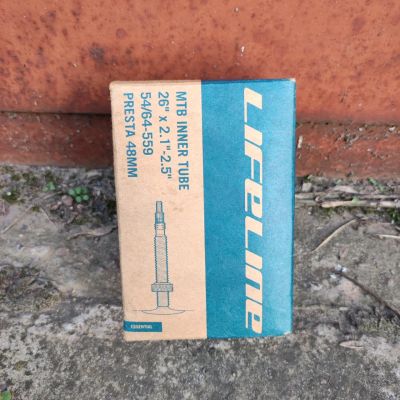 LIFELINE
MTB INNER TUBE
26" x 2.1"-2.5"
54/64-559
PRESTA 48MM
ESSENTIAL